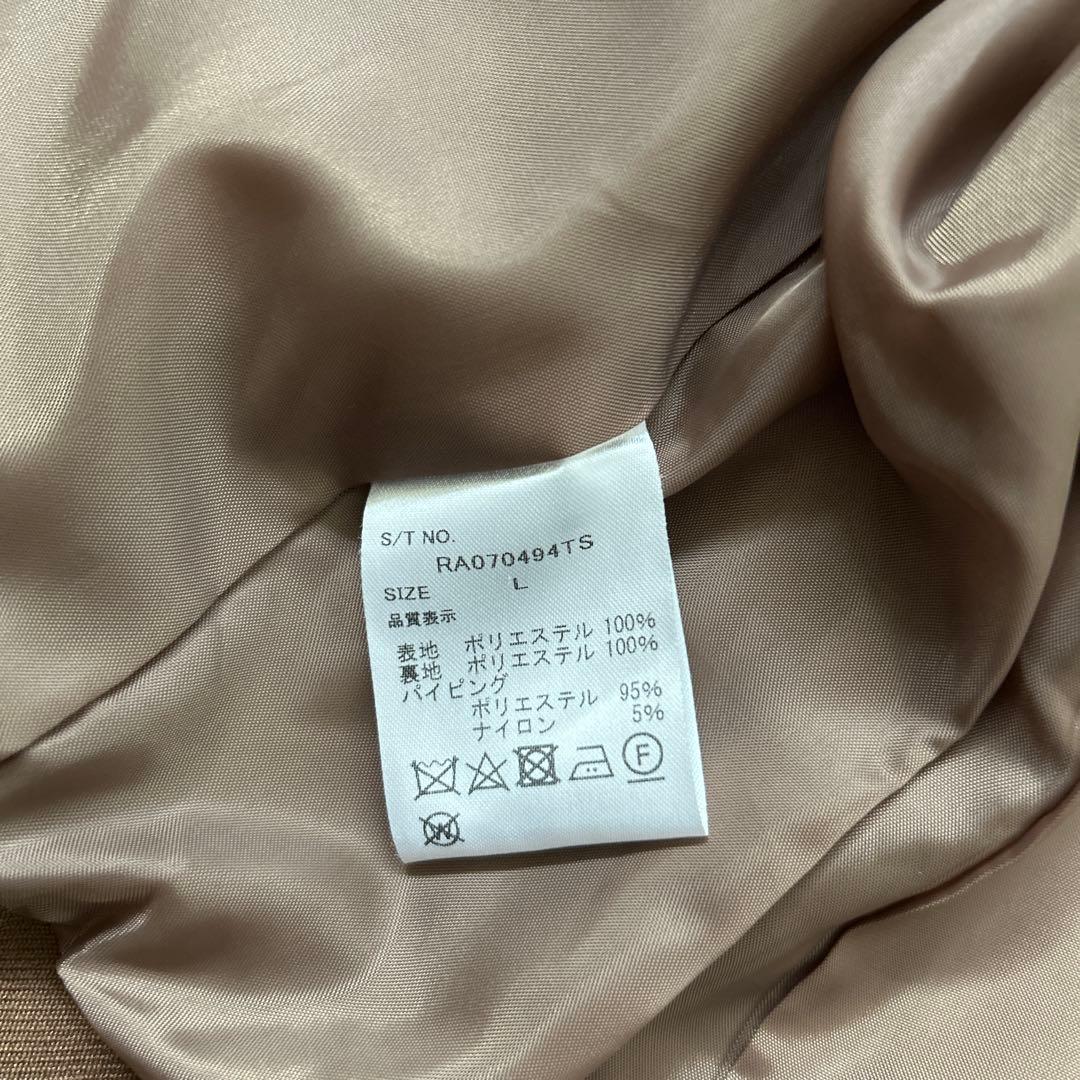 S/T NO.
RA070494TS
SIZE L
品質表示
表地 ポリエステル 100%
裏地 ポリエステル 100%
パイピング
ポリエステル 95%
ナイロン 5%
F
W